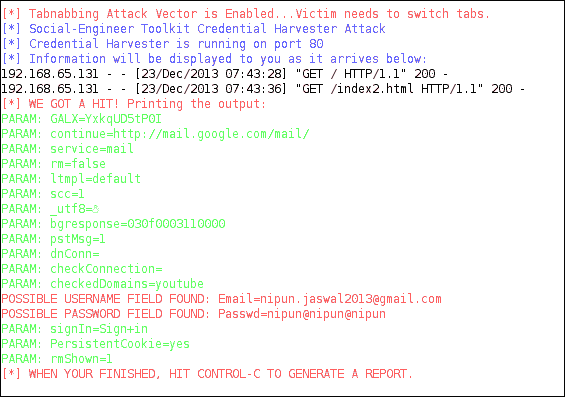 [*] Tabnabbing Attack Vector is Enabled...Victim needs to switch tabs.
[*] Social-Engineer Toolkit Credential Harvester Attack
[*] Credential Harvester is running on port 80
[*] Information will be displayed to you as it arrives below:
192.168.65.131 - - [23/Dec/2013 07:43:28] "GET / HTTP/1.1" 200 -
192.168.65.131 - - [23/Dec/2013 07:43:36] "GET /index2.html HTTP/1.1" 200 -
[*] WE GOT A HIT! Printing the output:
PARAM: GALX=YxkqUD5tP0I
PARAM: continue=http://mail.google.com/mail/
PARAM: service=mail
PARAM: rm=false
PARAM: ltmpl=default
PARAM: scc=1
PARAM: _utf8=
PARAM: bgresponse=030f0003110000
PARAM: pstMsg=1
PARAM: dnConn=
PARAM: checkConnection=
PARAM: checkedDomains=youtube
POSSIBLE USERNAME FIELD FOUND: Email=nipun.jaswal2013@gmail.com
POSSIBLE PASSWORD FIELD FOUND: Passwd=nipun@nipun@nipun
PARAM: signIn=Sign+in
PARAM: PersistentCookie=yes
PARAM: rmShown=1
[*] WHEN YOUR FINISHED, HIT CONTROL-C TO GENERATE A REPORT.